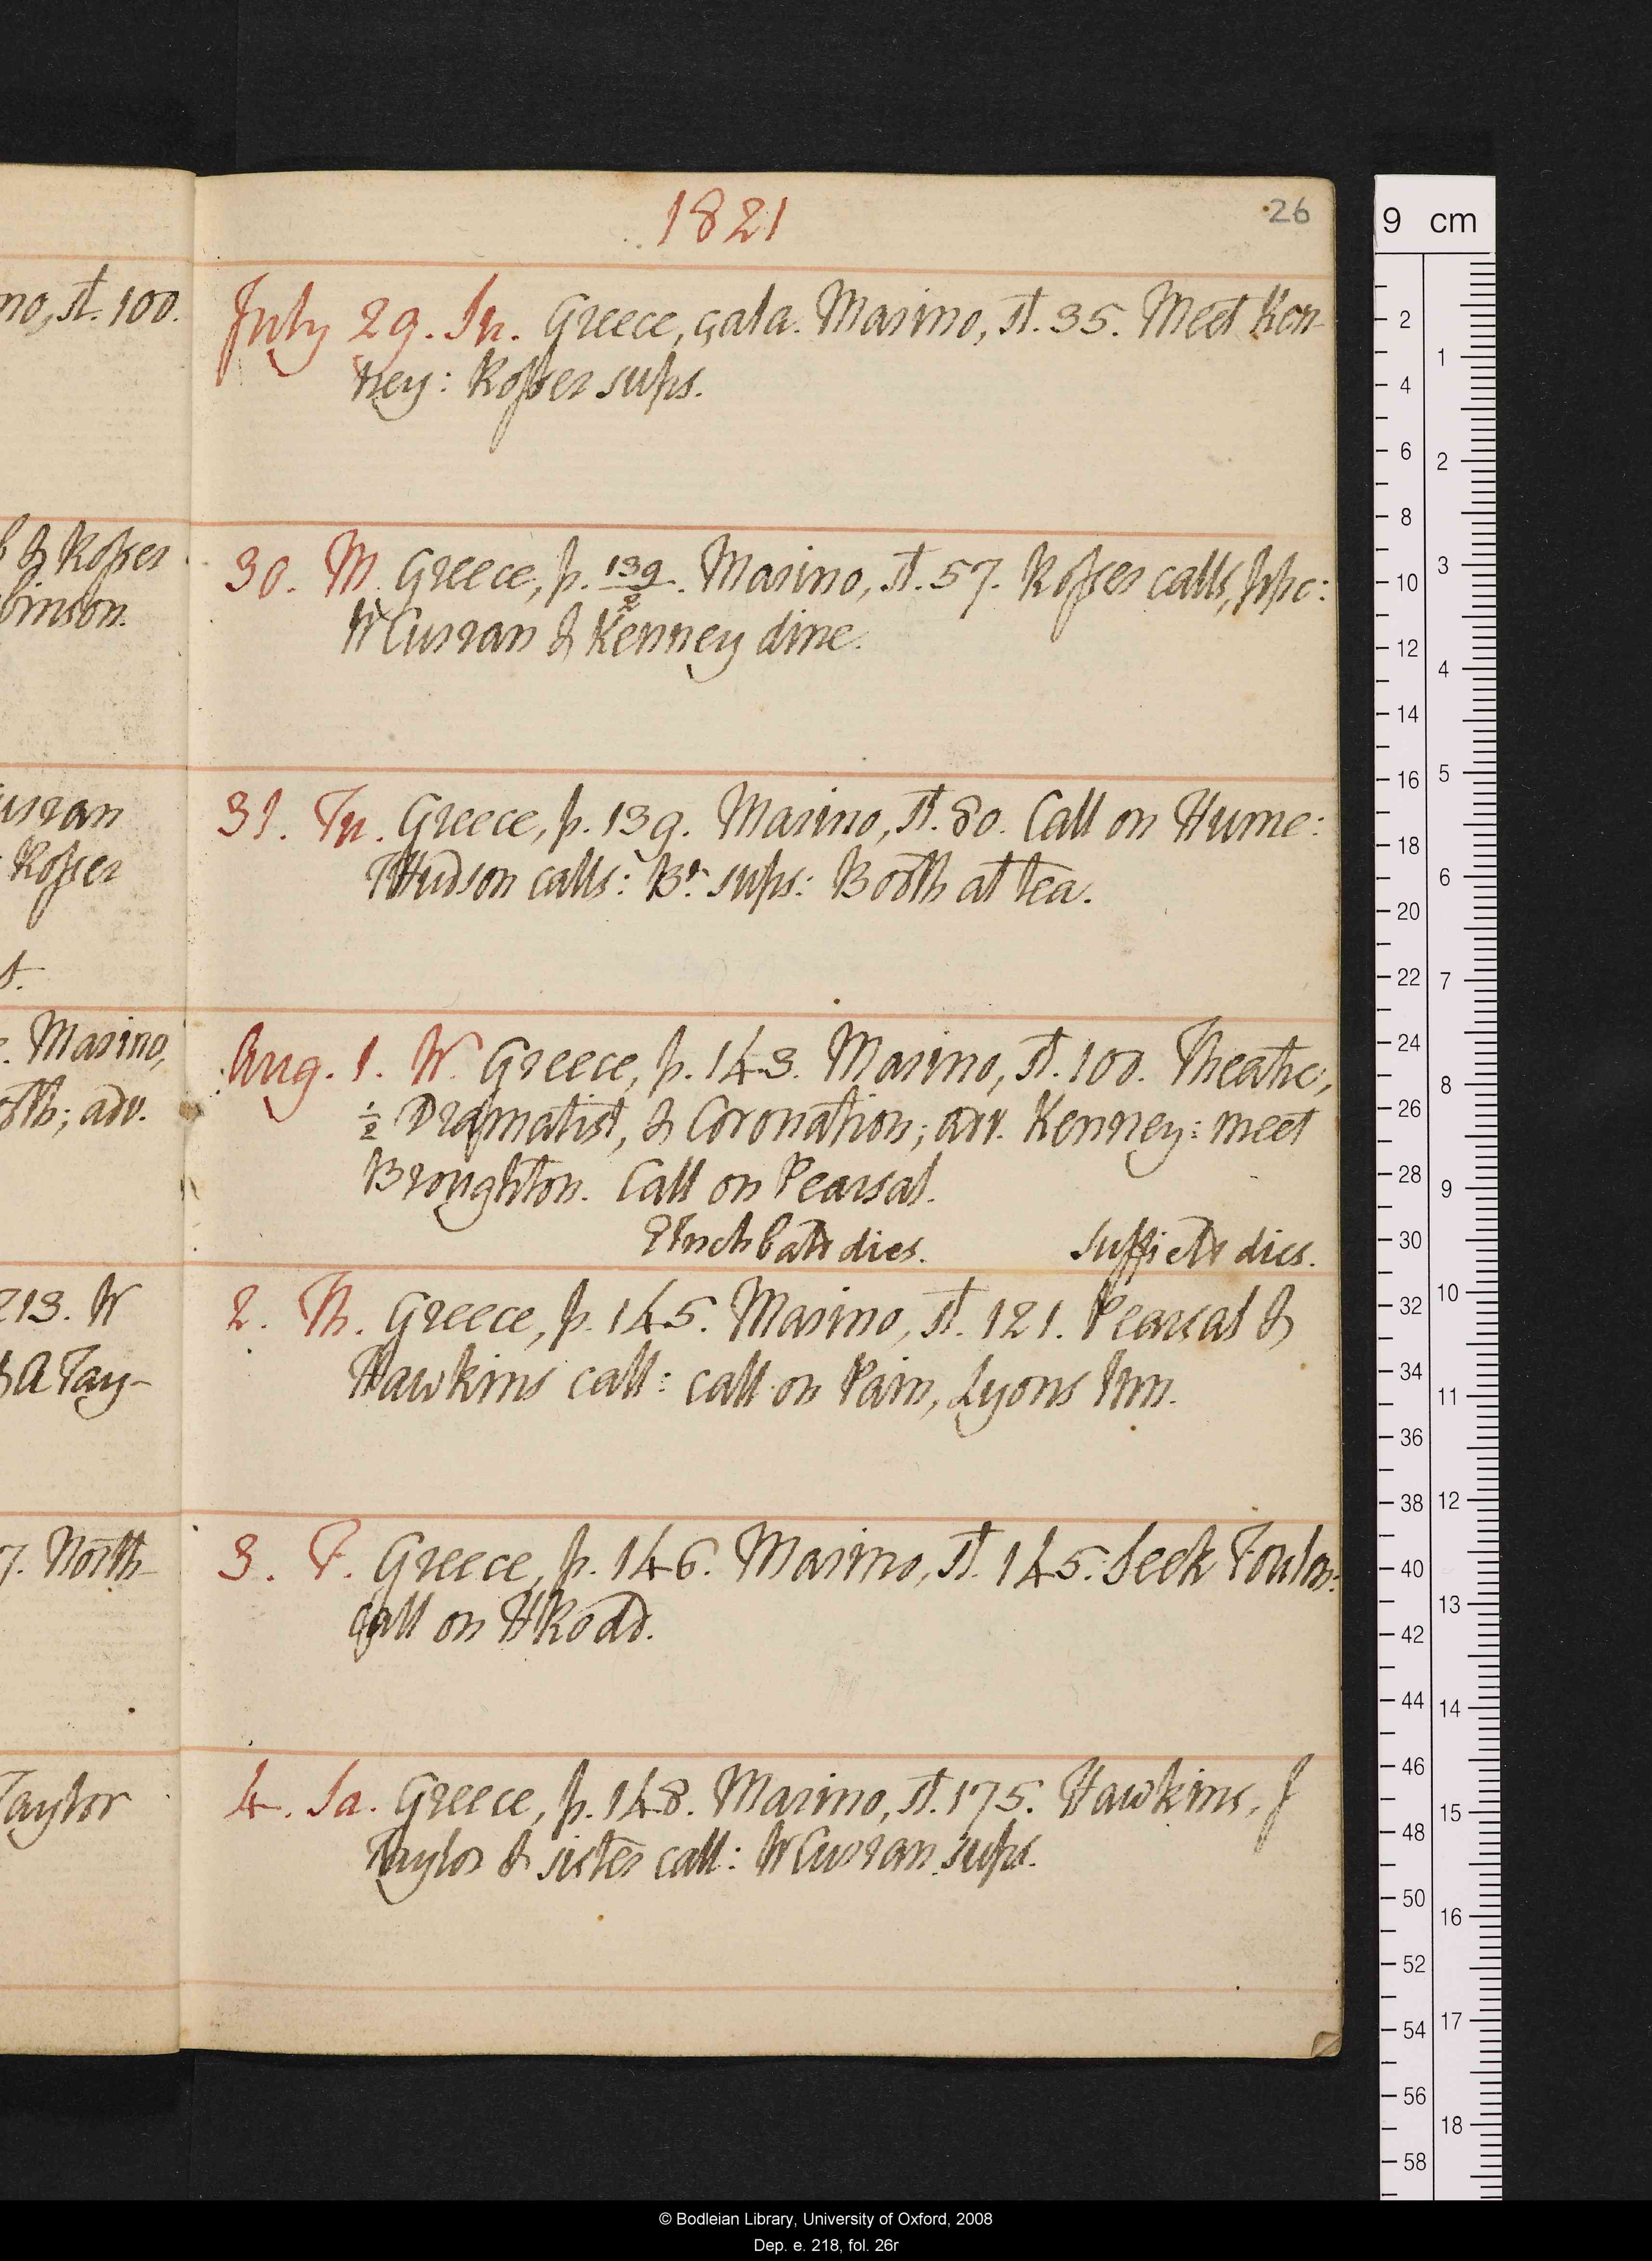 1821
26
no, st. 100.
July 29. Su. Greece, çala. Marino, st. 35. Meet Ken-
ney: Rosser sups.
& Rosser
binson.
30. M. Greece, p. 139/2. Marino, st. 57. Rosser calls, ppc:
W Curran & Kenney dine.
urran
Rosser
31. Tu. Greece, p. 139. Marino, st. 80. Call on Hume:
T Hudson calls: Br. sups: Booth at tea.
t.
Marino,
oth; adv.
Aug. 1. W. Greece, p. 143. Marino, st. 100. Theatre,
½ Dramatist, & Coronation; adv. Kenney: meet
Broughton. Call on Pearsal.
E Inchbald dies. Suffield dies.
213. W
& A Tay-
2. Th. Greece, p. 145. Marino, st. 121. Pearsal &
Hawkins call: call on Pain, Lyons Inn.
7. North-
3. F. Greece, p. 146. Marino, st. 145. Seek Foulon:
call on H Rodd.
Taylor
4. Sa. Greece, p. 148. Marino, st. 175. Hawkins, J
Taylor & sister call: W Curran sups.
9 cm
2 4 6 8 10 12 14 16 18 20 22 24 26 28 30 32 34 36 38 40 42 44 46 48 50 52 54 56 58
1 2 3 4 5 6 7 8 9 10 11 12 13 14 15 16 17 18
© Bodleian Library, University of Oxford, 2008
Dep. e. 218, fol. 26r